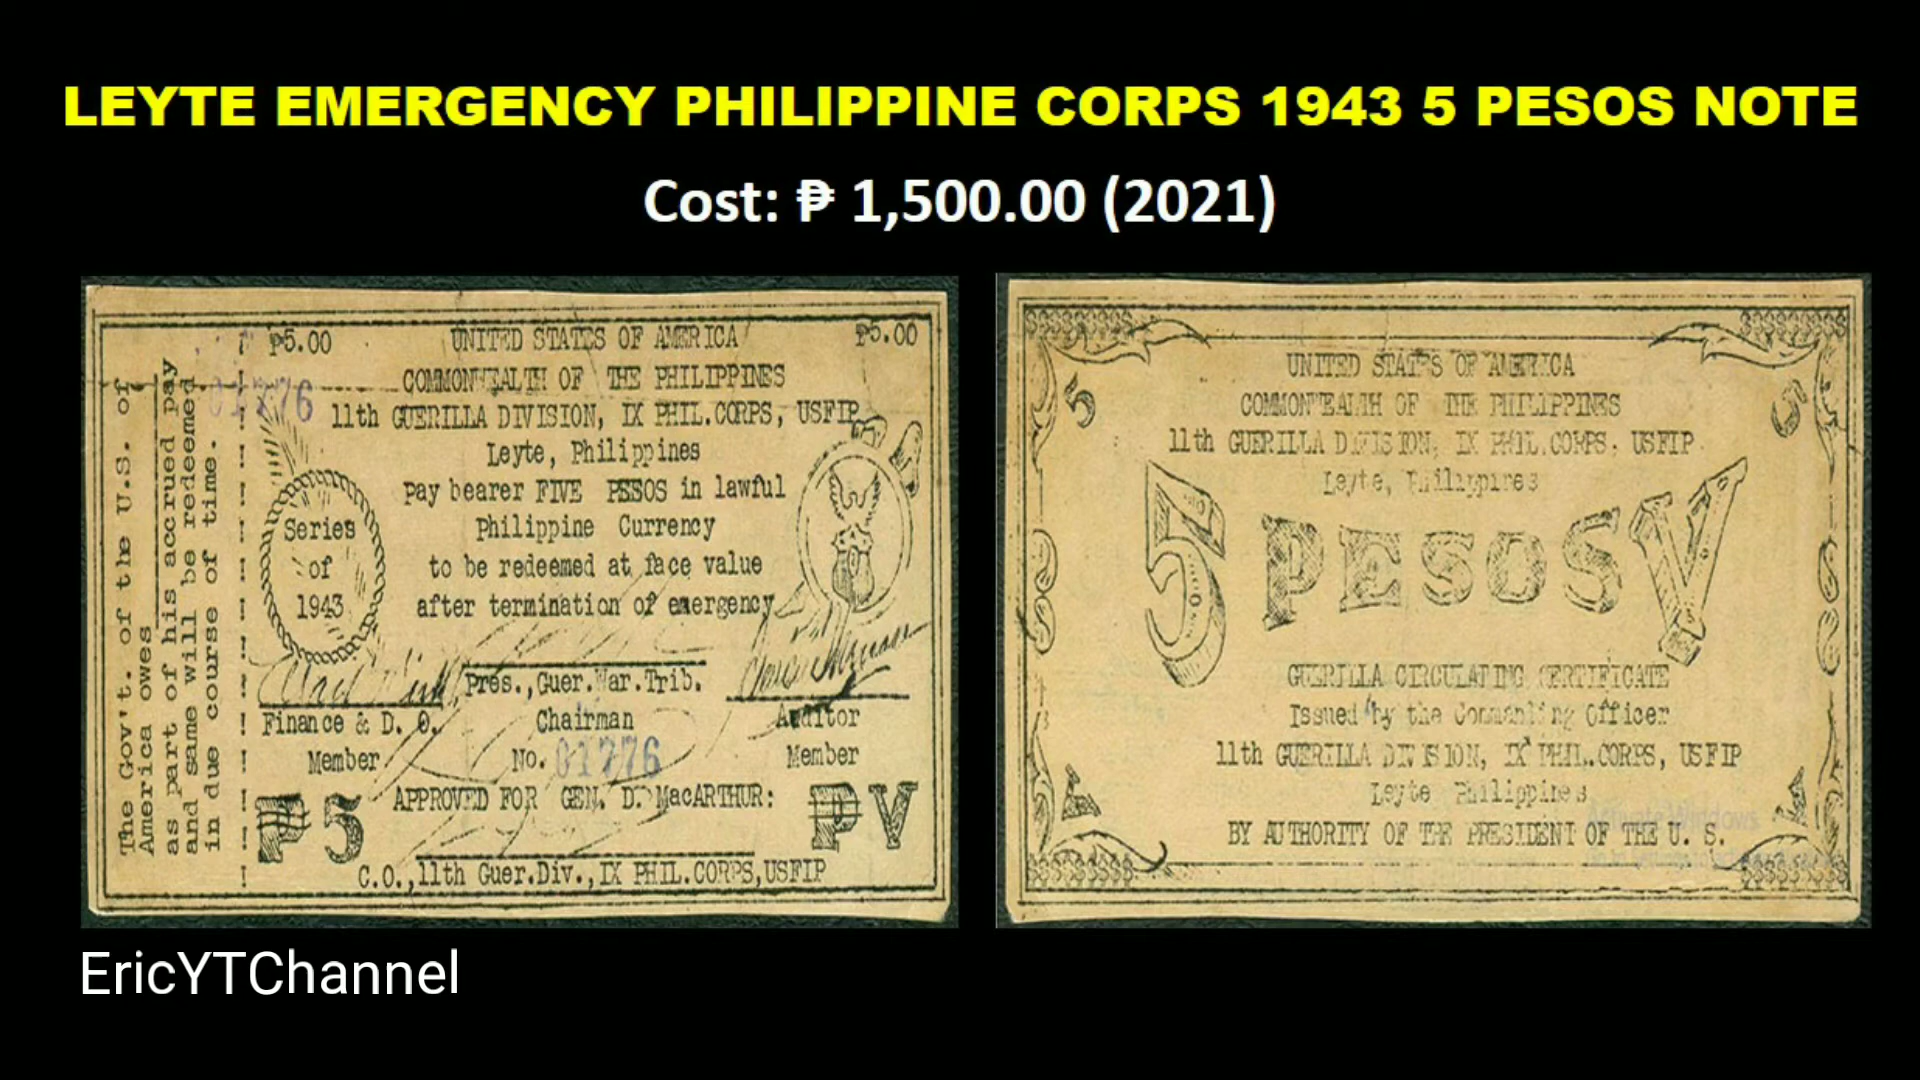 LEYTE EMERGENCY PHILIPPINE CORPS 1943 5 PESOS NOTE
Cost: ₱ 1,500.00 (2021)
The Gov't. of the U.S. of
America owes
as part of his accrued pay
and same will be redeemed
in due course of time.
₱5.00 UNITED STATES OF AMERICA ₱5.00
01776
COMMONWEALTH OF THE PHILIPPINES
11th GUERILLA DIVISION, IX PHIL.CORPS, USFIP
Leyte, Philippines
Pay bearer FIVE PESOS in lawful
Philippine Currency
to be redeemed at face value
after termination of emergency
Series
of
1943
Pres.,Guer.War.Trib.
Finance & D. O. Chairman Auditor
Member No. 01776 Member
APPROVED FOR GEN. D. MacARTHUR:
₱5 ₱V
C.O.,11th Guer.Div.,IX PHIL.CORPS,USFIP
UNITED STATES OF AMERICA
5 5
COMMONWEALTH OF THE PHILIPPINES
11th GUERILLA DIVISION, IX PHIL.CORPS, USFIP
Leyte, Philippines
5 PESOS V
GUERILLA CIRCULATING CERTIFICATE
Issued by the Commanding Officer
11th GUERILLA DIVISION, IX PHIL.CORPS, USFIP
Leyte Philippines
BY AUTHORITY OF THE PRESIDENT OF THE U. S.
Activate Windows
EricYTChannel